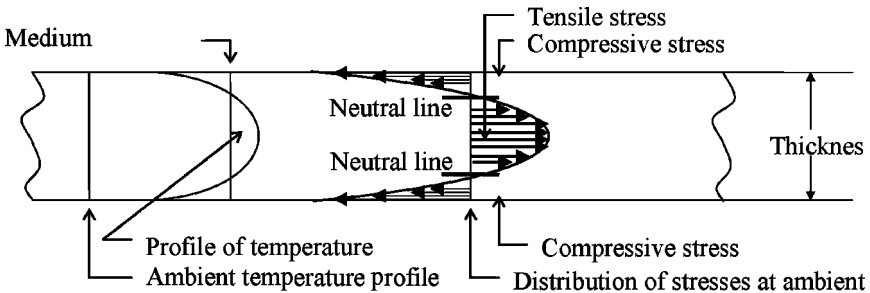 Tensile stress
Medium
Compressive stress
Neutral line
Neutral line
Thicknes
Profile of temperature
Compressive stress
Ambient temperature profile
Distribution of stresses at ambient